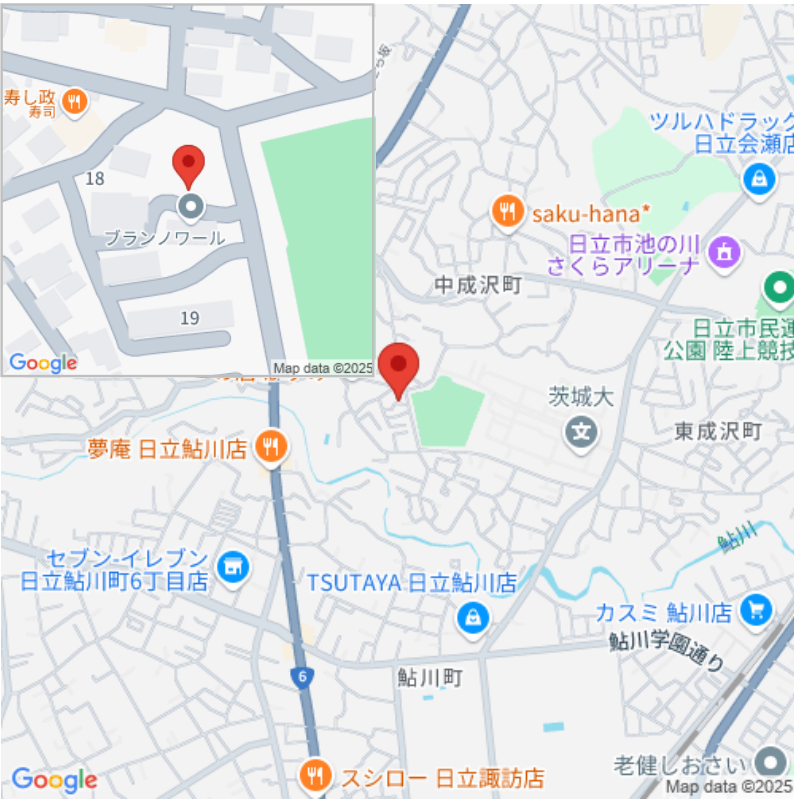 寿し政
寿司
18
ブランノワール
19
Google
Map data ©2025
ツルハドラッグ
日立会瀬店
saku-hana*
日立市池の川
さくらアリーナ
中成沢町
日立市民運
公園 陸上競技
茨城大
東成沢町
夢庵 日立鮎川店
鮎川
セブン-イレブン
日立鮎川町6丁目店
TSUTAYA 日立鮎川店
カスミ 鮎川店
鮎川学園通り
6
鮎川町
老健しおさい
スシロー 日立諏訪店
Google
Map data ©2025